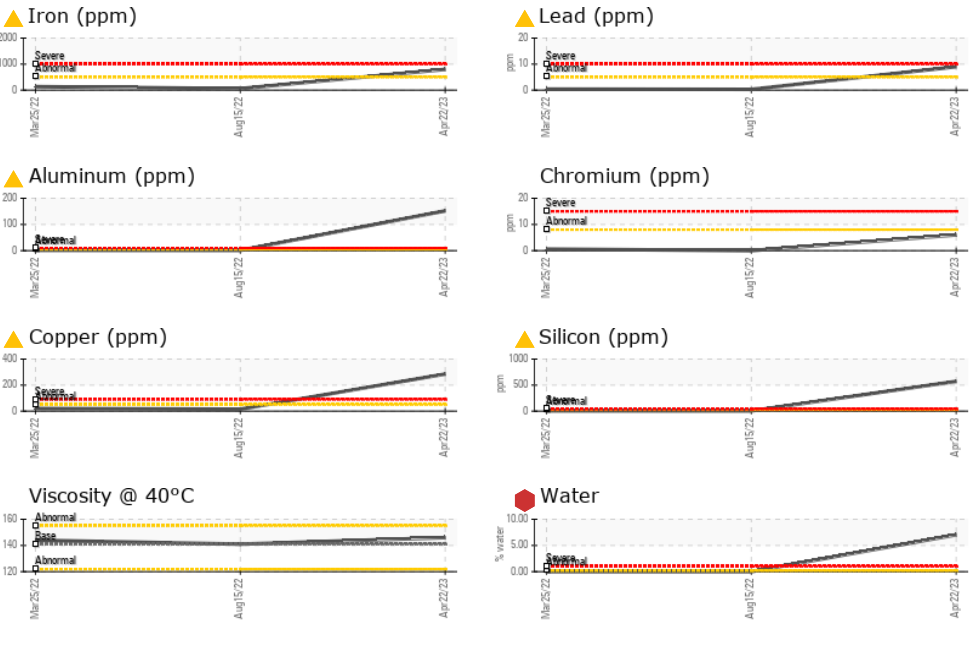 Iron (ppm)
2000
1000
0
Severe
Abnormal
Mar25/22
Aug15/22
Apr22/23
Lead (ppm)
ppm
20
10
0
Severe
Abnormal
Mar25/22
Aug15/22
Apr22/23
Aluminum (ppm)
200
100
0
Severe
Abnormal
Mar25/22
Aug15/22
Apr22/23
Chromium (ppm)
ppm
20
10
0
Severe
Abnormal
Mar25/22
Aug15/22
Apr22/23
Copper (ppm)
400
200
0
Severe
Abnormal
Mar25/22
Aug15/22
Apr22/23
Silicon (ppm)
ppm
1000
500
0
Severe
Abnormal
Mar25/22
Aug15/22
Apr22/23
Viscosity @ 40°C
160
140
120
Abnormal
Base
Abnormal
Mar25/22
Aug15/22
Apr22/23
Water
% water
10.00
5.00
0.00
Severe
Abnormal
Mar25/22
Aug15/22
Apr22/23